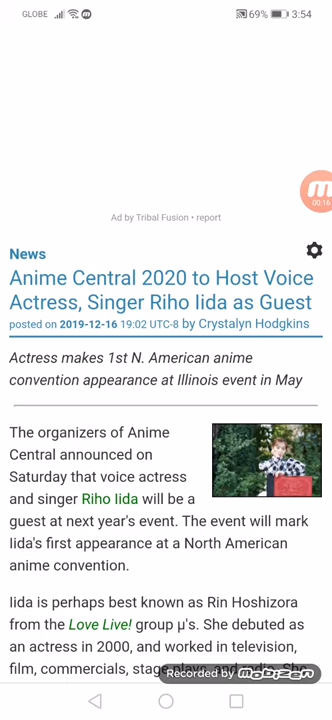 GLOBE 69% 3:54
00:16
Ad by Tribal Fusion • report
News
Anime Central 2020 to Host Voice
Actress, Singer Riho Iida as Guest
posted on 2019-12-16 19:02 UTC-8 by Crystalyn Hodgkins
Actress makes 1st N. American anime
convention appearance at Illinois event in May
The organizers of Anime
Central announced on
Saturday that voice actress
and singer Riho Iida will be a
guest at next year's event. The event will mark
Iida's first appearance at a North American
anime convention.
Iida is perhaps best known as Rin Hoshizora
from the Love Live! group μ's. She debuted as
an actress in 2000, and worked in television,
film, commercials, stage plays, and radio. She
Recorded by mobizen